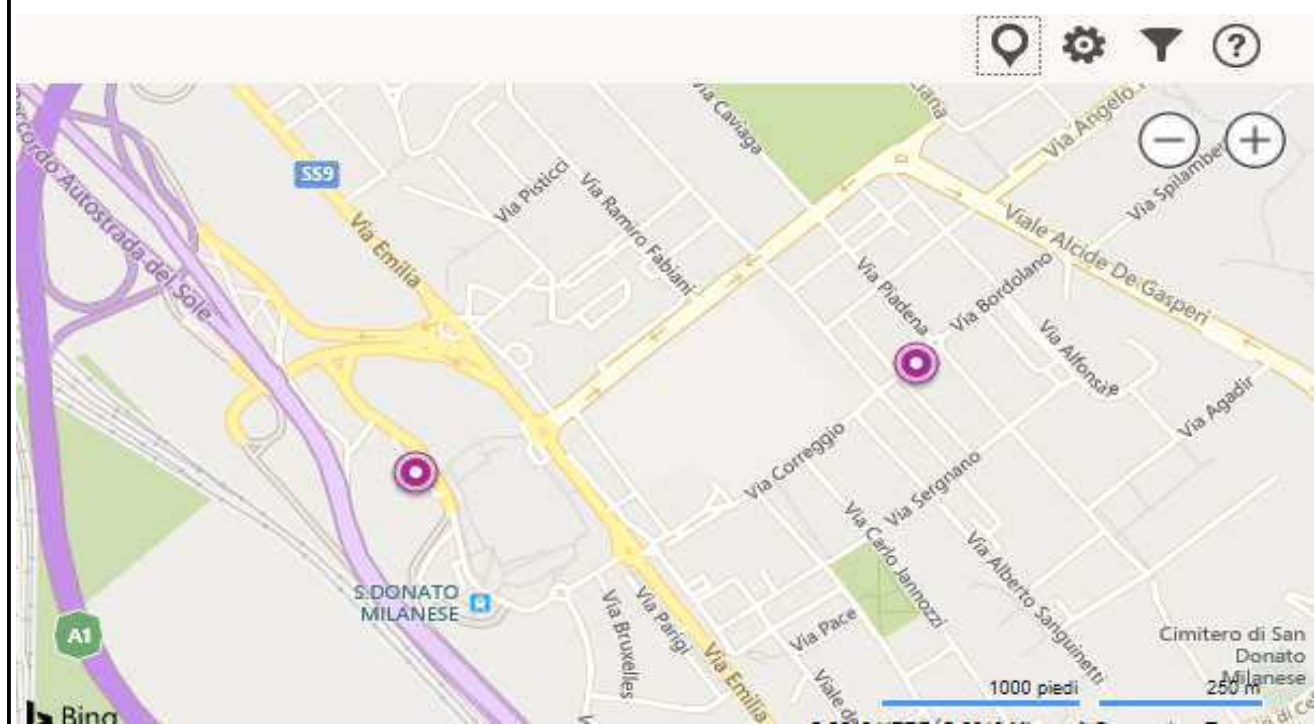 ?
Via Caviaga
Via Angelo
SS9
Via Pisticci
Via Ramiro Fabiani
Via Spilamber
Raccordo Autostrada del Sole
Via Emilia
Viale Alcide De Gasperi
Via Piadena
Via Bordolano
Via Alfonsine
Via Agadir
Via Correggio
Via Sergnano
Via Carlo Jannozzi
Via Alberto Sanguinetti
S.DONATO
MILANESE
A1
Via Bruxelles
Via Parigi
Via Pace
Via Emilia
Cimitero di San
Donato
Milanese
1000 piedi
250 m
Bing